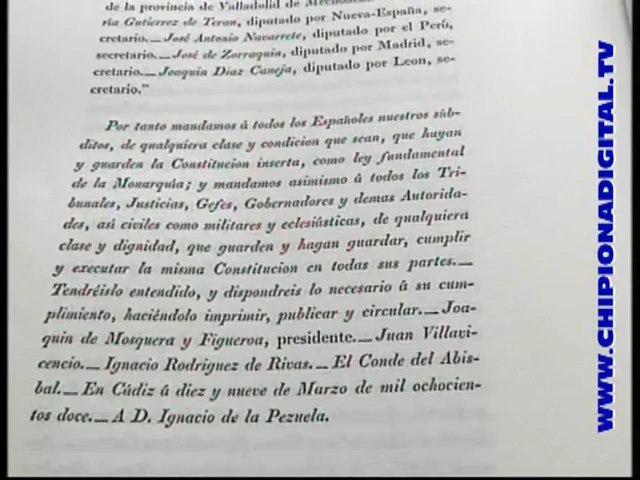 de la provincia de Valladolid de
ria Gutierrez de Teran, diputado por Nueva-España, se-
cretario.—José Antonio Navarrete, diputado por el Perú,
secretario.—José de Zorraquin, diputado por Madrid, se-
cretario.—Joaquin Diaz Caneja, diputado por Leon, se-
cretario."
Por tanto mandamos á todos los Españoles nuestros súb-
ditos, de qualquiera clase y condicion que sean, que hayan
y guarden la Constitucion inserta, como ley fundamental
de la Monarquía; y mandamos asimismo á todos los Tri-
bunales, Justicias, Gefes, Gobernadores y demas Autorida-
des, asi civiles como militares y eclesiásticas, de qualquiera
clase y dignidad, que guarden y hagan guardar, cumplir
y executar la misma Constitucion en todas sus partes.—
Tendréislo entendido, y dispondreis lo necesario á su cum-
plimiento, haciéndolo imprimir, publicar y circular.—Joa-
quin de Mosquera y Figueroa, presidente.—Juan Villavi-
cencio.—Ignacio Rodriguez de Rivas.—El Conde del Abis-
bal.—En Cádiz á diez y nueve de Marzo de mil ochocien-
tos doce.—A D. Ignacio de la Pezuela.
WWW.CHIPIONADIGITAL.TV